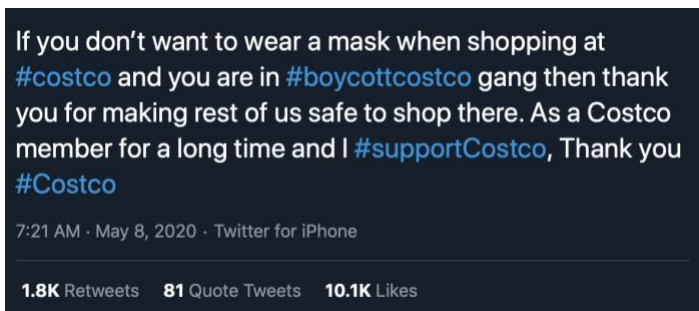 If you don’t want to wear a mask when shopping at
#costco and you are in #boycottcostco gang then thank
you for making rest of us safe to shop there. As a Costco
member for a long time and I #supportCostco, Thank you
#Costco
7:21 AM · May 8, 2020 · Twitter for iPhone
1.8K Retweets 81 Quote Tweets 10.1K Likes